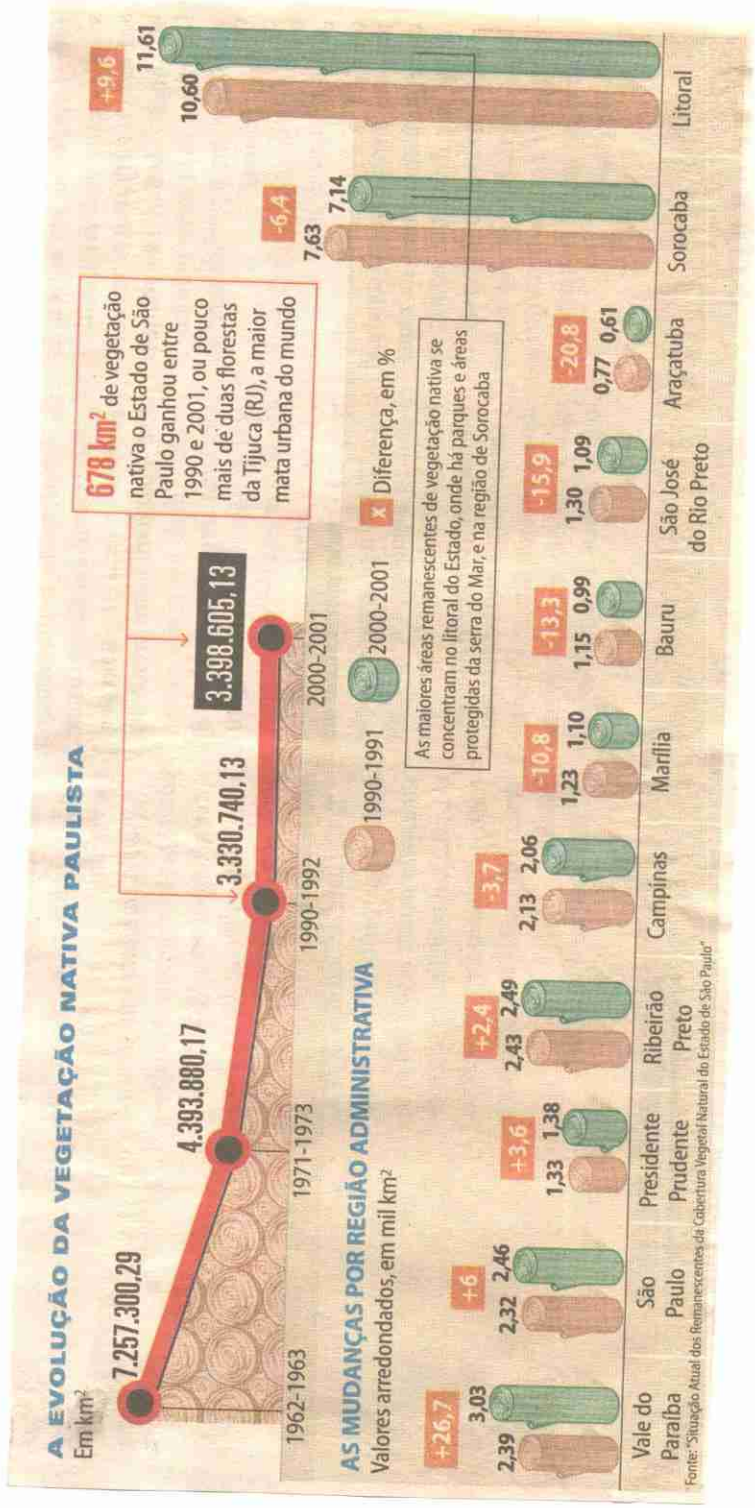 A EVOLUÇÃO DA VEGETAÇÃO NATIVA PAULISTA
Em km²
7.257.300,29
4.393.880,17
3.330.740,13
3.398.605,13
1962-1963
1971-1973
1990-1992
2000-2001
678 km² de vegetação
nativa o Estado de São
Paulo ganhou entre
1990 e 2001, ou pouco
mais de duas florestas
da Tijuca (RJ), a maior
mata urbana do mundo
AS MUDANÇAS POR REGIÃO ADMINISTRATIVA
Valores arredondados, em mil km²
1990-1991
2000-2001
x Diferença, em %
As maiores áreas remanescentes de vegetação nativa se
concentram no litoral do Estado, onde há parques e áreas
protegidas da serra do Mar, e na região de Sorocaba
+26,7
2,39
3,03
Vale do
Paraíba
+6
2,32
2,46
São
Paulo
+3,6
1,33
1,38
Presidente
Prudente
+2,4
2,43
2,49
Ribeirão
Preto
-3,7
2,13
2,06
Campinas
-10,8
1,23
1,10
Marília
-13,3
1,15
0,99
Bauru
-15,9
1,30
1,09
São José
do Rio Preto
-20,8
0,77
0,61
Araçatuba
-6,4
7,63
7,14
Sorocaba
+9,6
10,60
11,61
Litoral
Fonte: "Situação Atual dos Remanescentes da Cobertura Vegetal Natural do Estado de São Paulo"